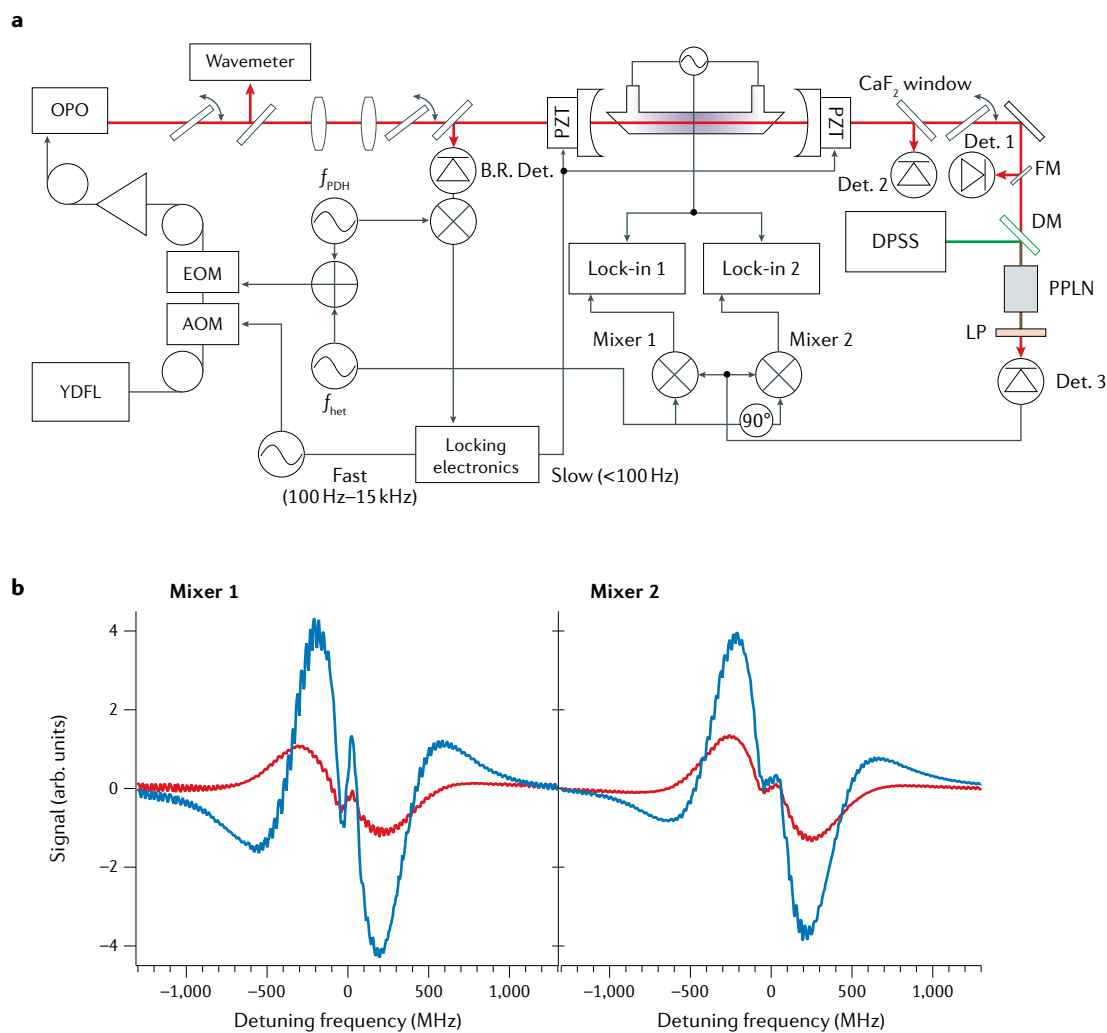 a
Wavemeter
OPO
PZT
PZT
CaF2 window
Det. 1
FM
B.R. Det.
Det. 2
fPDH
DM
DPSS
Lock-in 1
Lock-in 2
EOM
PPLN
AOM
Mixer 1
Mixer 2
LP
YDFL
Det. 3
fhet
90°
Locking
electronics
Fast
(100 Hz–15 kHz)
Slow (<100 Hz)
b
Mixer 1
Mixer 2
Signal (arb. units)
4
2
0
−2
−4
−1,000
−500
0
500
1,000
−1,000
−500
0
500
1,000
Detuning frequency (MHz)
Detuning frequency (MHz)